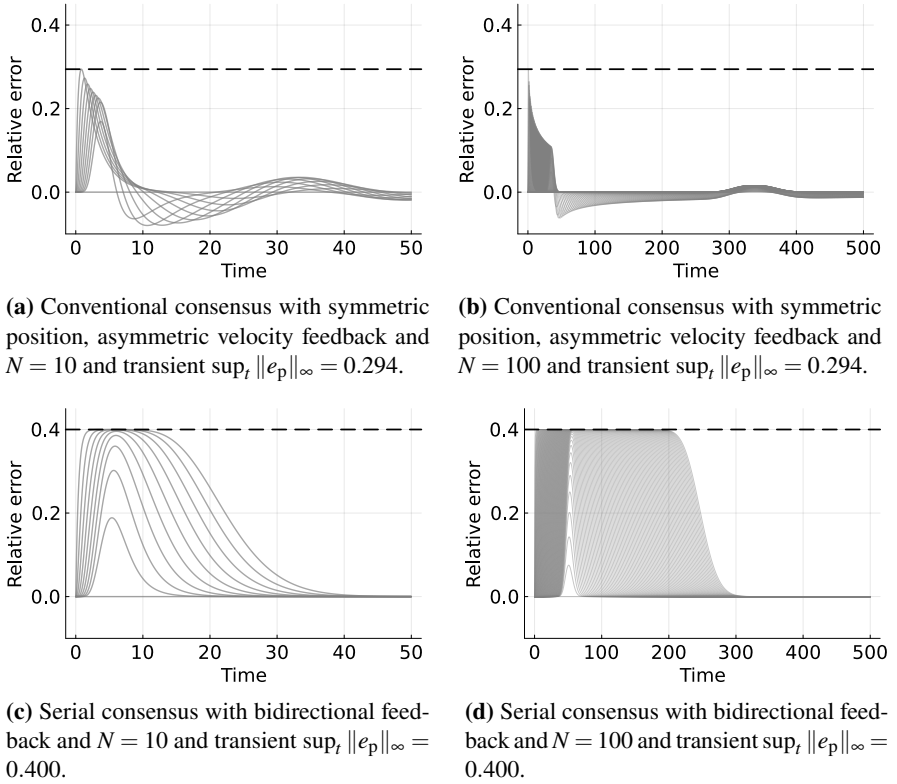 0.4
0.2
0.0
Relative error
0 10 20 30 40 50
Time
0.4
0.2
0.0
Relative error
0 100 200 300 400 500
Time
(a) Conventional consensus with symmetric
position, asymmetric velocity feedback and
N = 10 and transient sup_t ‖e_p‖_∞ = 0.294.
(b) Conventional consensus with symmetric
position, asymmetric velocity feedback and
N = 100 and transient sup_t ‖e_p‖_∞ = 0.294.
0.4
0.2
0.0
Relative error
0 10 20 30 40 50
Time
0.4
0.2
0.0
Relative error
0 100 200 300 400 500
Time
(c) Serial consensus with bidirectional feed-
back and N = 10 and transient sup_t ‖e_p‖_∞ =
0.400.
(d) Serial consensus with bidirectional feed-
back and N = 100 and transient sup_t ‖e_p‖_∞ =
0.400.